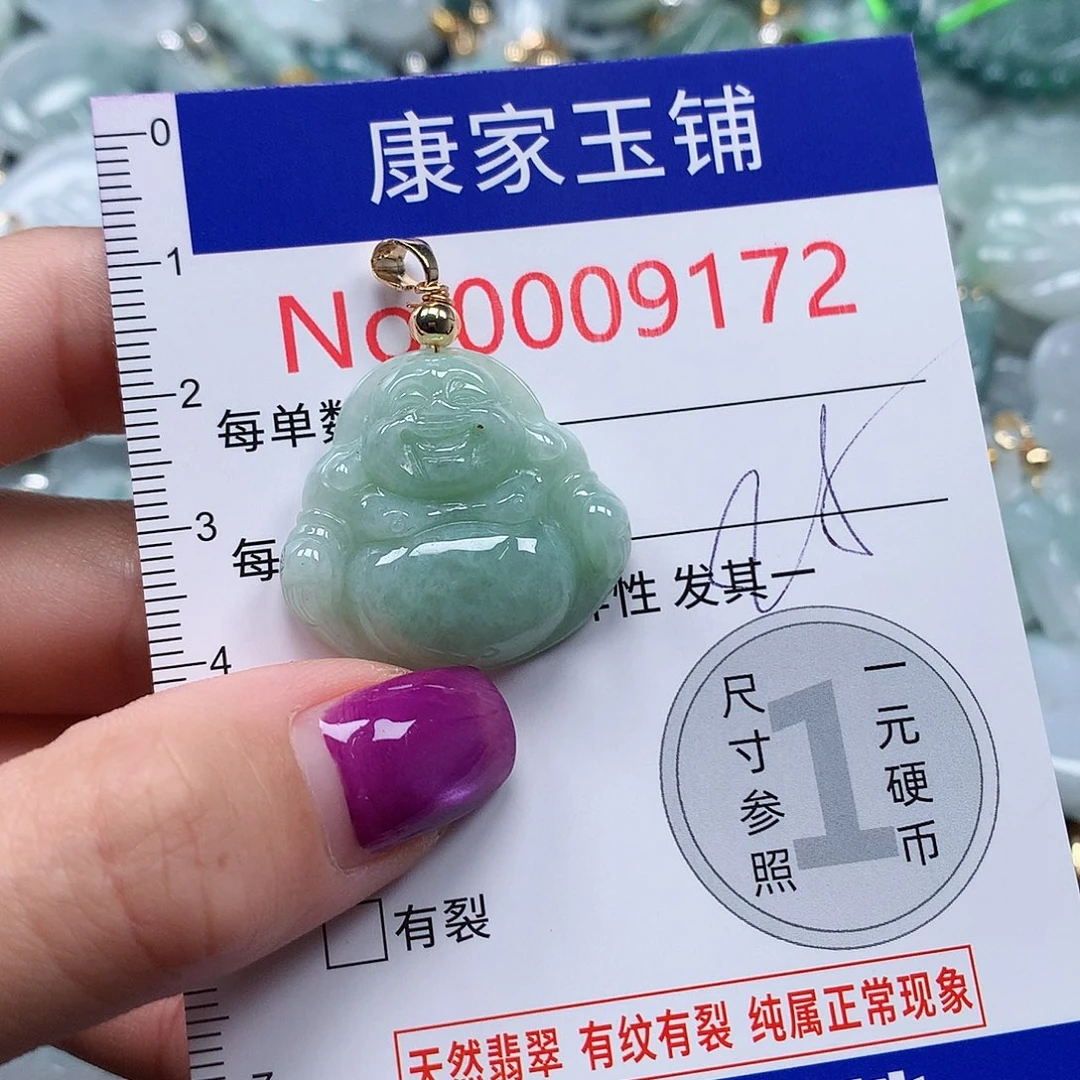 康家玉铺
No 0009172
0
1
2
3
4
每单
每
性 发其一
尺寸参照
1
一元硬币
有裂
天然翡翠 有纹有裂 纯属正常现象